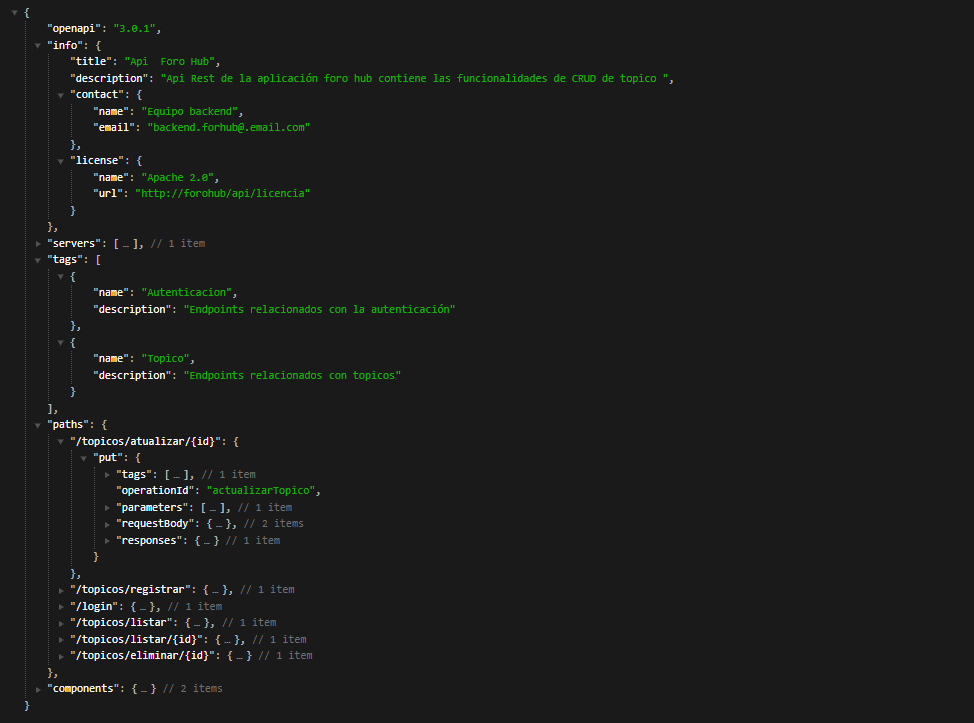 {
"openapi": "3.0.1",
"info": {
"title": "Api  Foro Hub",
"description": "Api Rest de la aplicación foro hub contiene las funcionalidades de CRUD de topico ",
"contact": {
"name": "Equipo backend",
"email": "backend.forhub@.email.com"
},
"license": {
"name": "Apache 2.0",
"url": "http://forohub/api/licencia"
}
},
"servers": [ … ], // 1 item
"tags": [
{
"name": "Autenticacion",
"description": "Endpoints relacionados con la autenticación"
},
{
"name": "Topico",
"description": "Endpoints relacionados con topicos"
}
],
"paths": {
"/topicos/atualizar/{id}": {
"put": {
"tags": [ … ], // 1 item
"operationId": "actualizarTopico",
"parameters": [ … ], // 1 item
"requestBody": { … }, // 2 items
"responses": { … } // 1 item
}
},
"/topicos/registrar": { … }, // 1 item
"/login": { … }, // 1 item
"/topicos/listar": { … }, // 1 item
"/topicos/listar/{id}": { … }, // 1 item
"/topicos/eliminar/{id}": { … } // 1 item
},
"components": { … } // 2 items
}